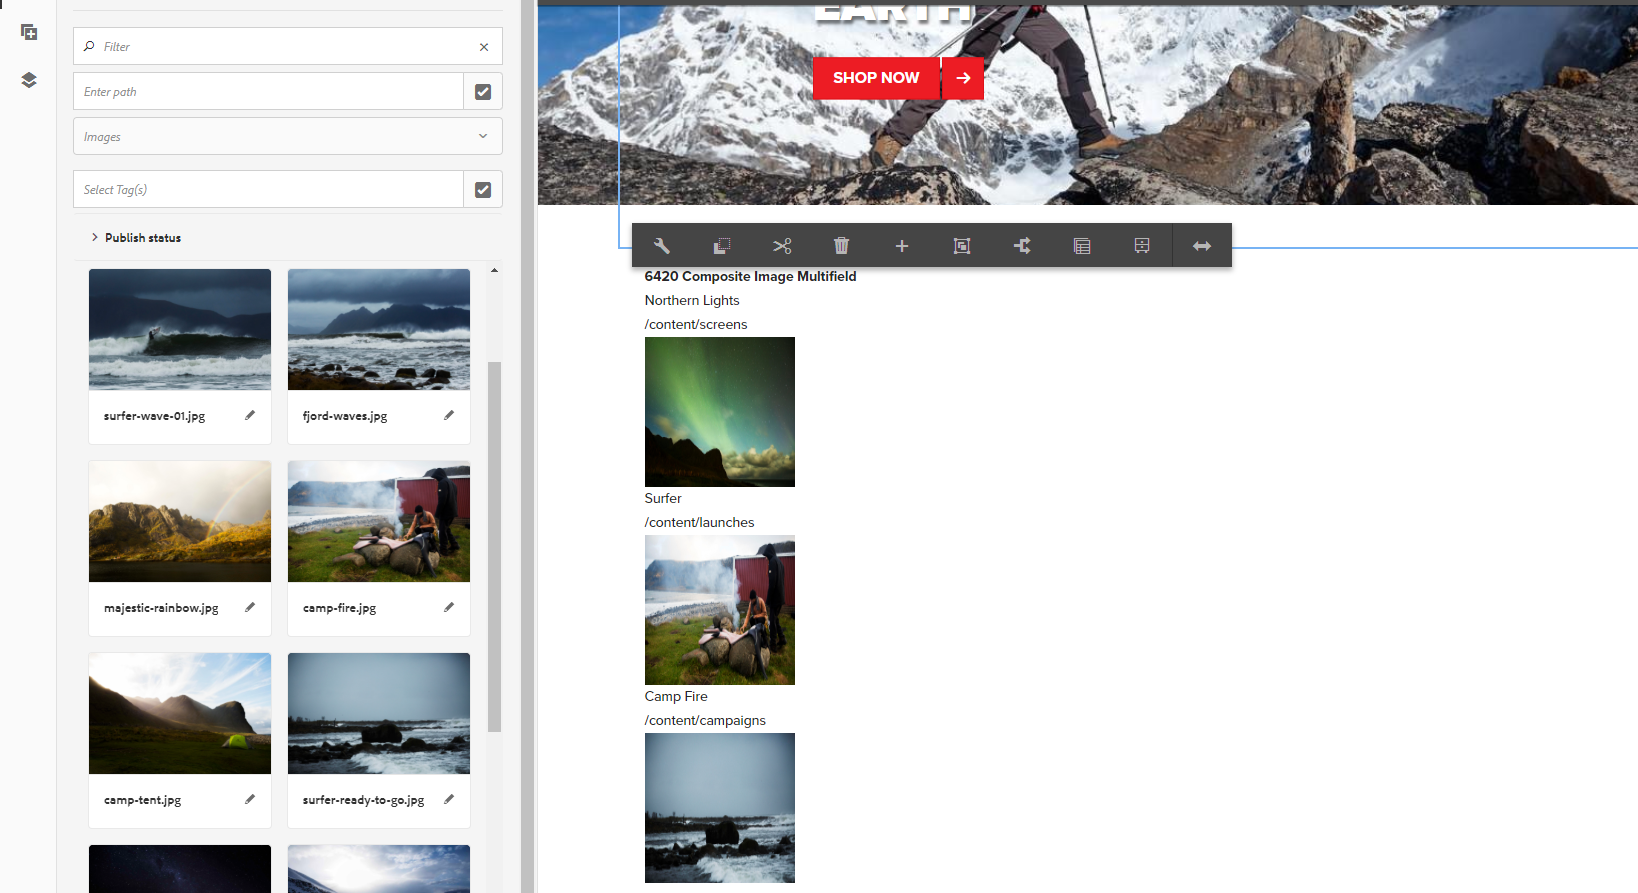 Filter
Enter path
Images
Select Tag(s)
Publish status
surfer-wave-01.jpg
fjord-waves.jpg
majestic-rainbow.jpg
camp-fire.jpg
camp-tent.jpg
surfer-ready-to-go.jpg
EARTH
SHOP NOW
6420 Composite Image Multifield
Northern Lights
/content/screens
Surfer
/content/launches
Camp Fire
/content/campaigns